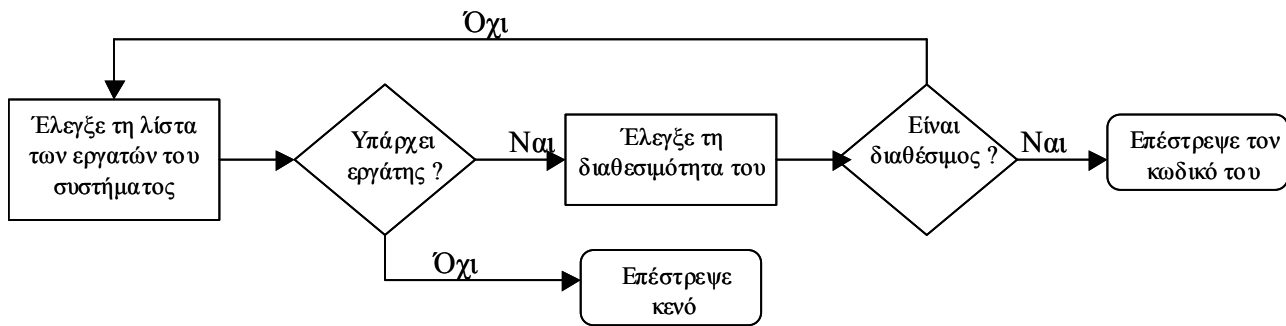 Όχι
Έλεγξε τη λίστα
των εργατών του
συστήματος
Υπάρχει
εργάτης ?
Ναι
Έλεγξε τη
διαθεσιμότητα του
Είναι
διαθέσιμος ?
Ναι
Επέστρεψε τον
κωδικό του
Όχι
Επέστρεψε
κενό